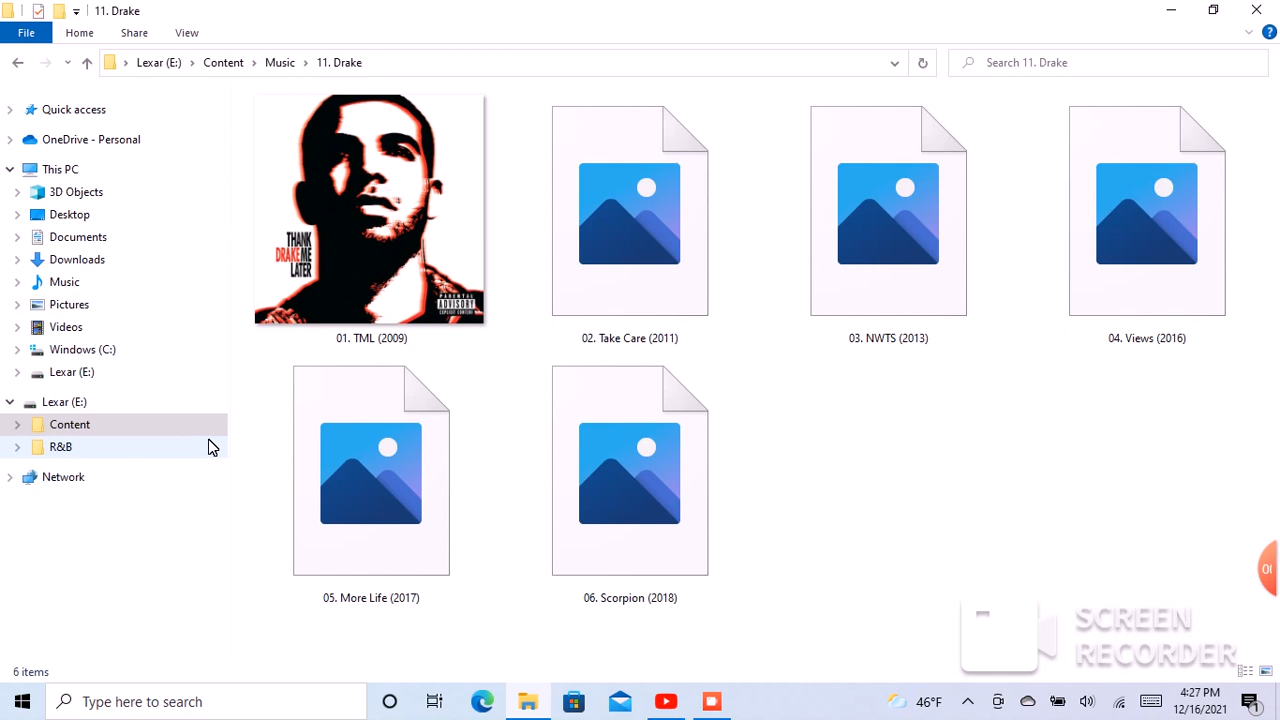 11. Drake
File Home Share View
Lexar (E:) Content Music 11. Drake
Search 11. Drake
Quick access
OneDrive - Personal
This PC
3D Objects
Desktop
Documents
Downloads
Music
Pictures
Videos
Windows (C:)
Lexar (E:)
Lexar (E:)
Content
R&B
Network
THANK
DRAKE ME
LATER
PARENTAL
ADVISORY
EXPLICIT CONTENT
01. TML (2009)
02. Take Care (2011)
03. NWTS (2013)
04. Views (2016)
05. More Life (2017)
06. Scorpion (2018)
SCREEN
RECORDER
6 items
Type here to search
46°F
4:27 PM
12/16/2021
1